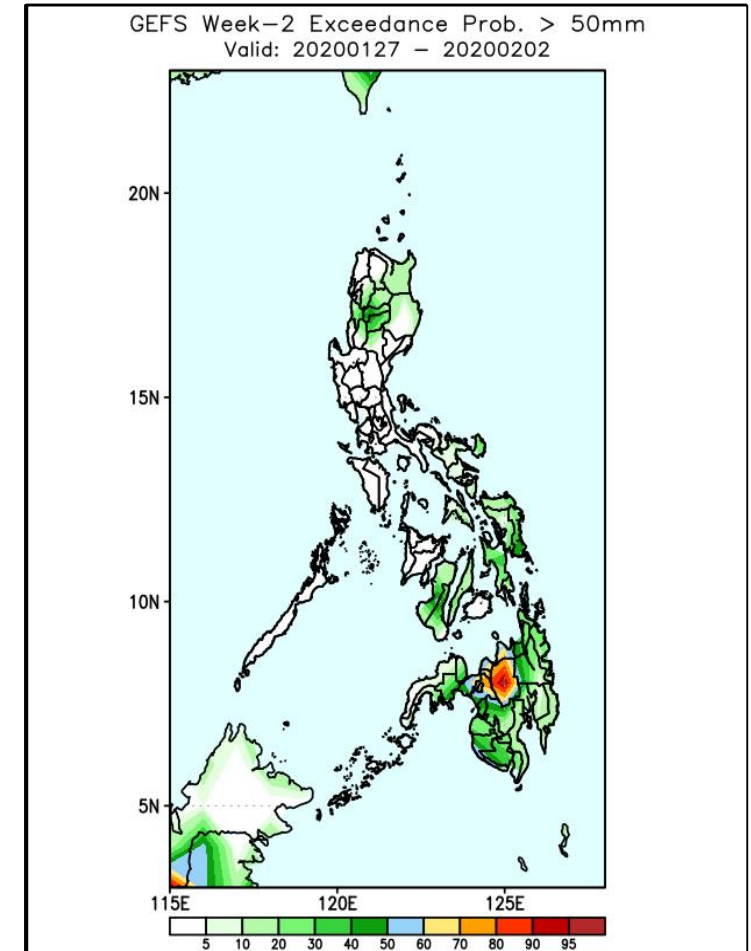 GEFS Week-2 Exceedance Prob. > 50mm
Valid: 20200127 - 20200202
20N
15N
10N
5N
115E 120E 125E
5 10 20 30 40 50 60 70 80 90 95